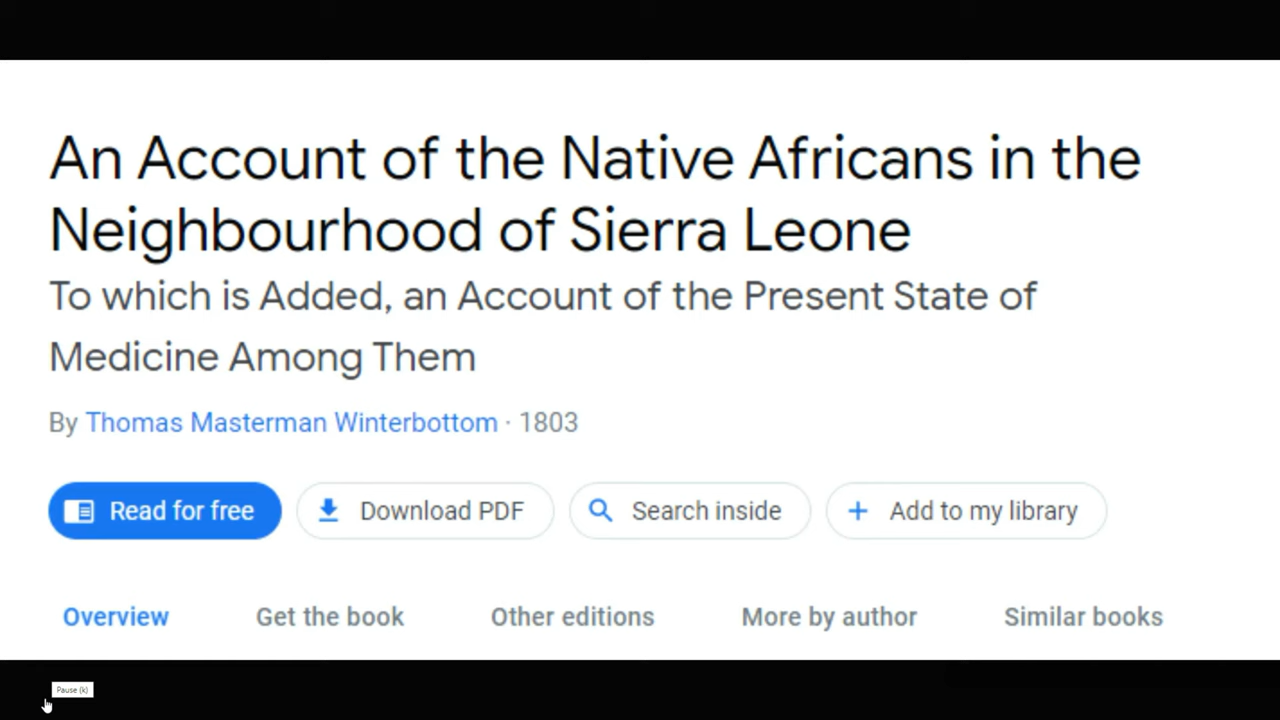 An Account of the Native Africans in the
Neighbourhood of Sierra Leone
To which is Added, an Account of the Present State of
Medicine Among Them
By Thomas Masterman Winterbottom · 1803
Read for free Download PDF Search inside Add to my library
Overview Get the book Other editions More by author Similar books
Pause (k)